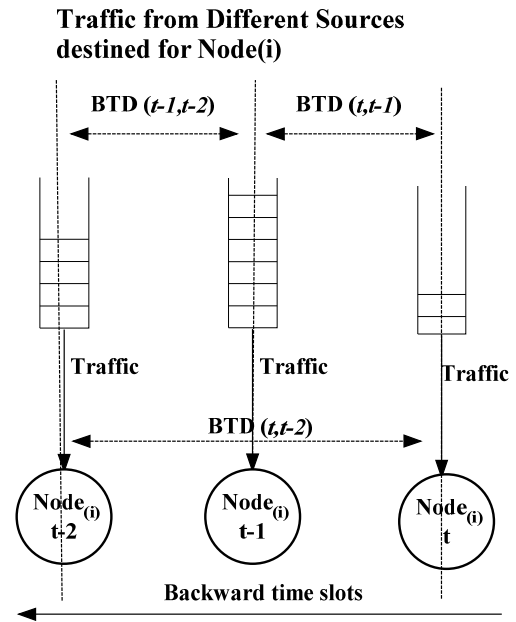 Traffic from Different Sources
destined for Node(i)
BTD (t-1,t-2)
BTD (t,t-1)
Traffic
Traffic
Traffic
BTD (t,t-2)
Node(i)
t-2
Node(i)
t-1
Node(i)
t
Backward time slots